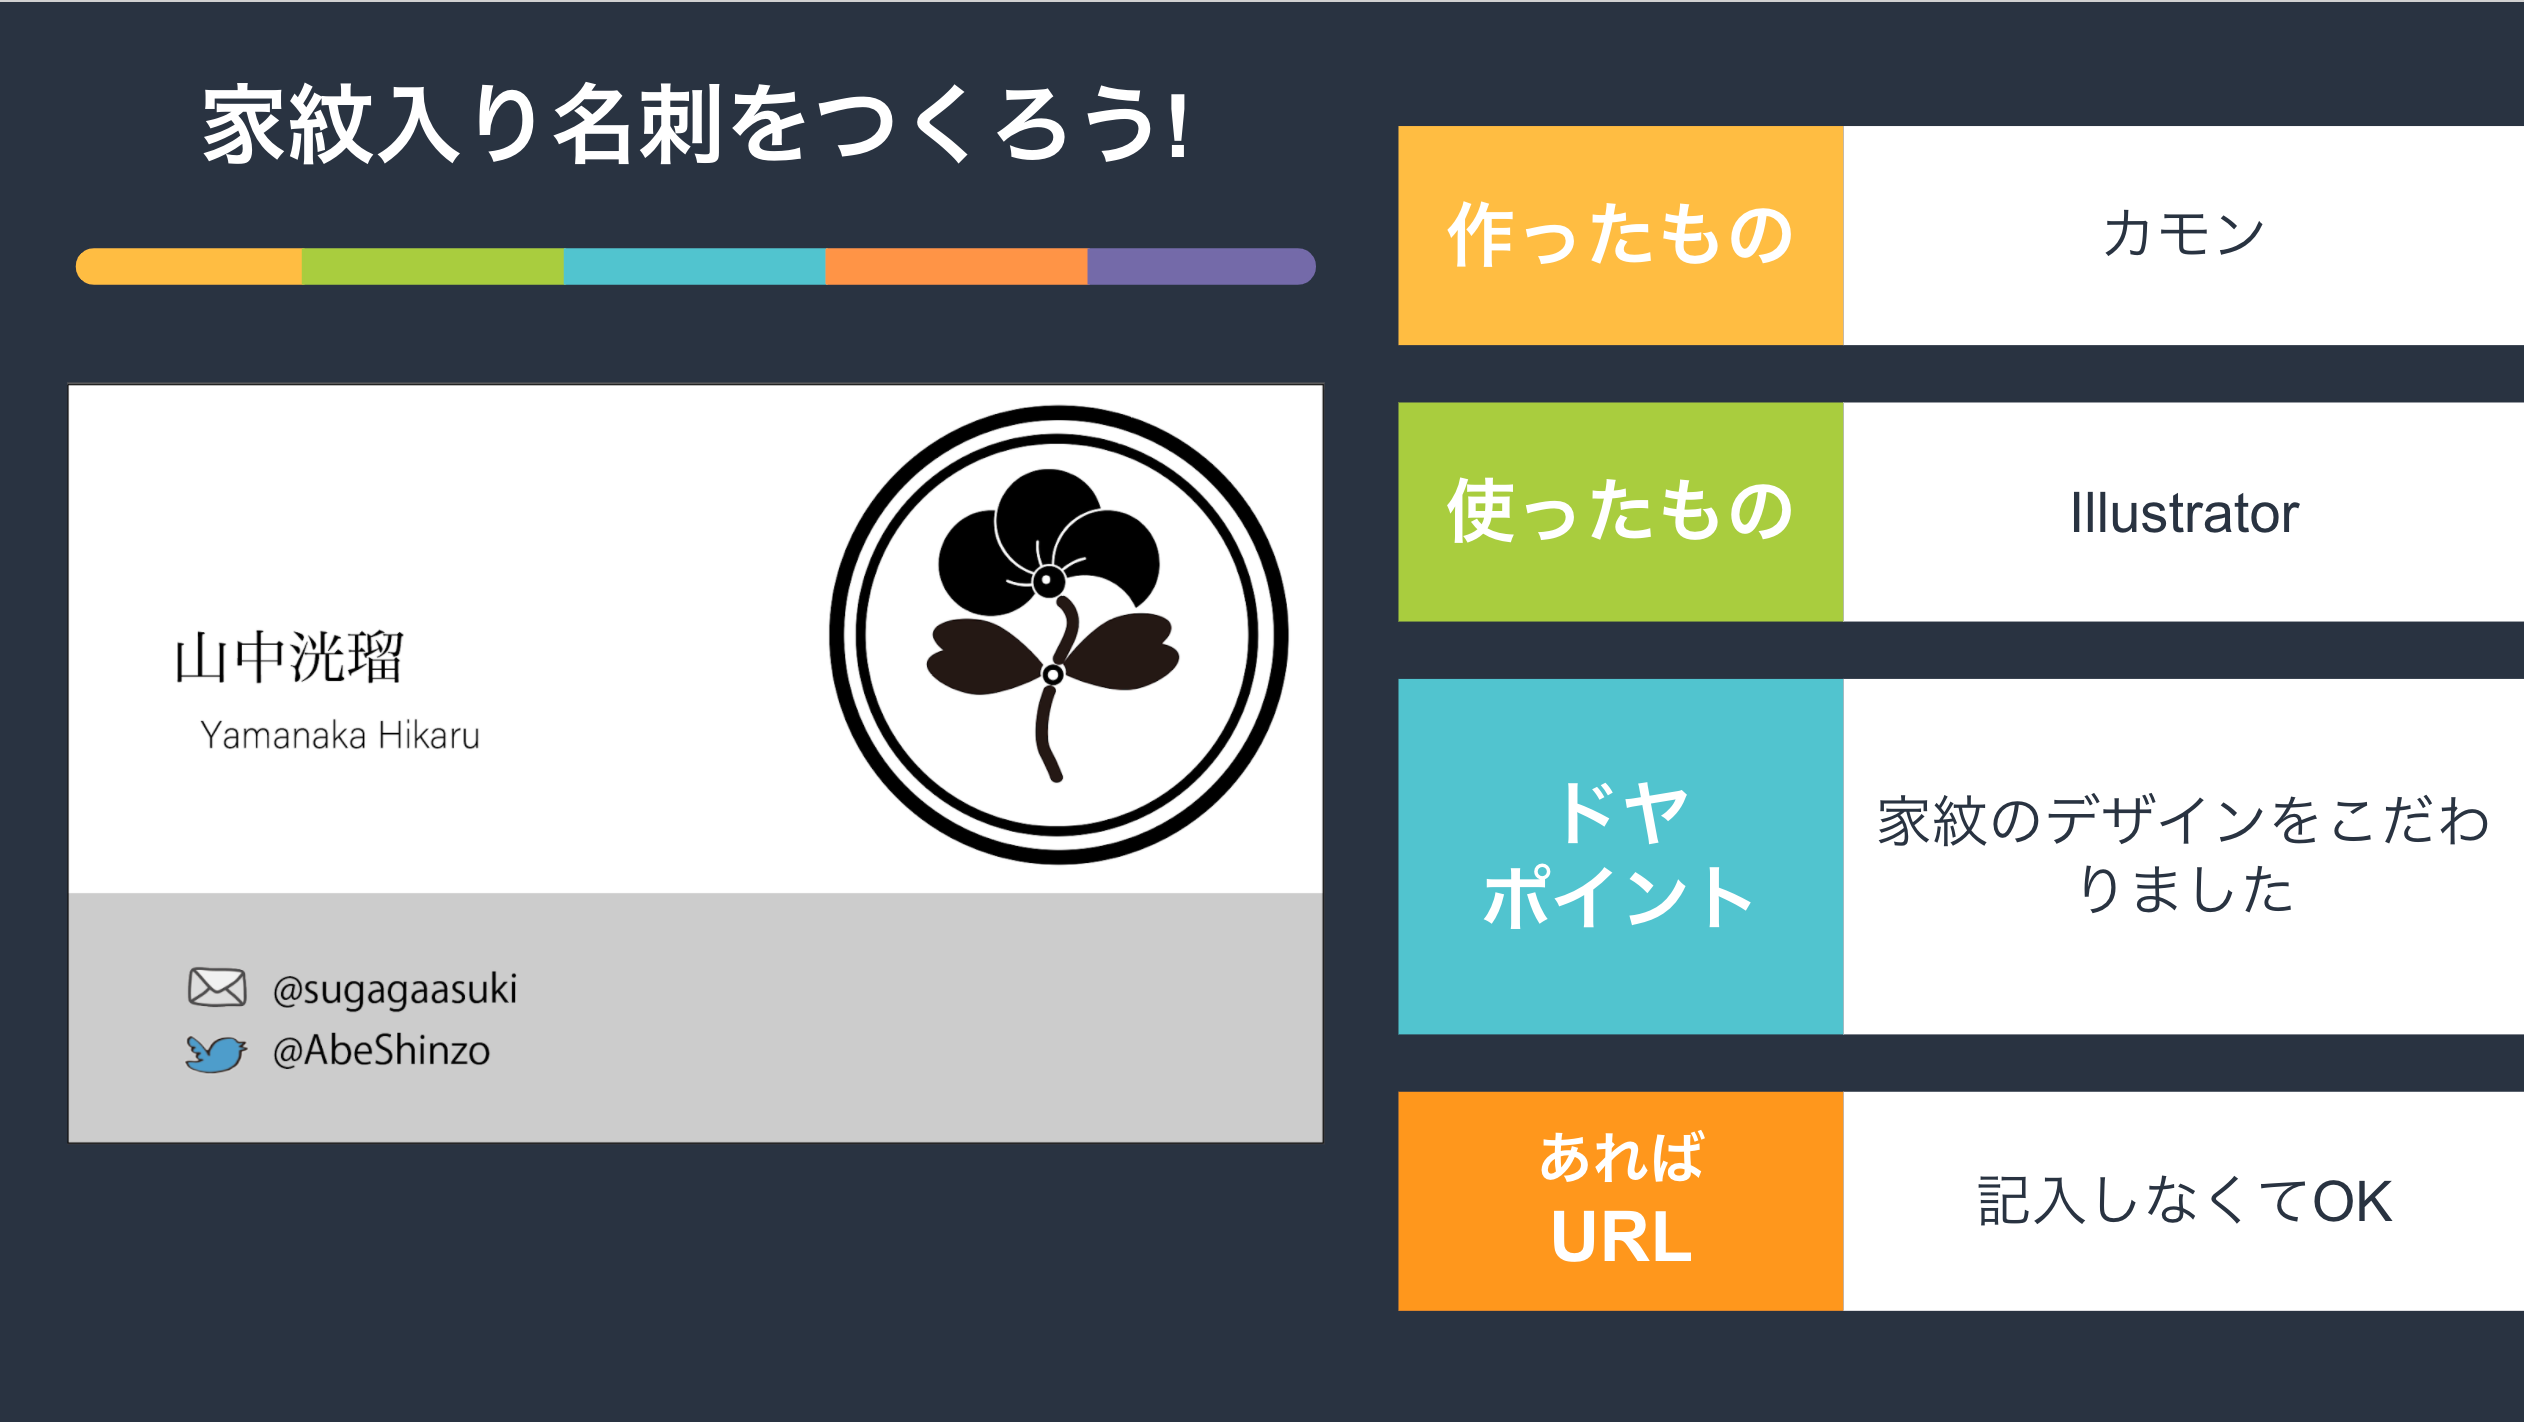 家紋入り名刺をつくろう!
山中洸瑠
Yamanaka Hikaru
@sugagaasuki
@AbeShinzo
作ったもの
カモン
使ったもの
Illustrator
ドヤ
ポイント
家紋のデザインをこだわ
りました
あれば
URL
記入しなくてOK